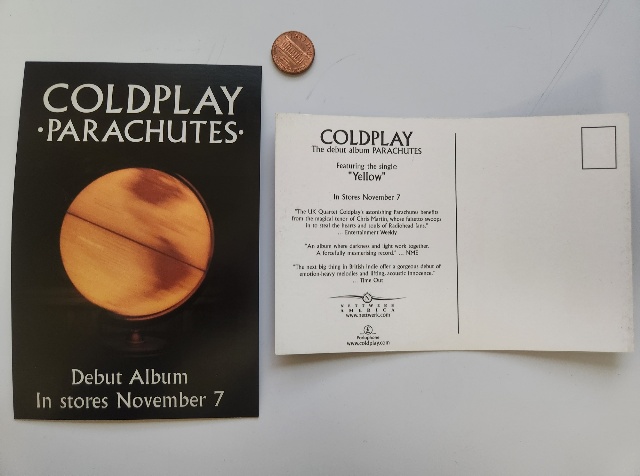 COLDPLAY
·PARACHUTES·
Debut Album
In stores November 7
COLDPLAY
The debut album PARACHUTES
Featuring the single
"Yellow"
In Stores November 7
"The UK Quartet Coldplay's astonishing Parachutes benefits
from the magical tenor of Chris Martin, whose falsetto swoops
in to steal the hearts and souls of Radiohead fans."
... Entertainment Weekly
"An album where darkness and light work together.
A forcefully mesmerising record." ... NME
"The next big thing in British indie offer a gorgeous debut of
emotion-heavy melodies and lifting, acoustic innocence."
... Time Out
NETTWERK
AMERICA
www.nettwerk.com
Parlophone
www.coldplay.com